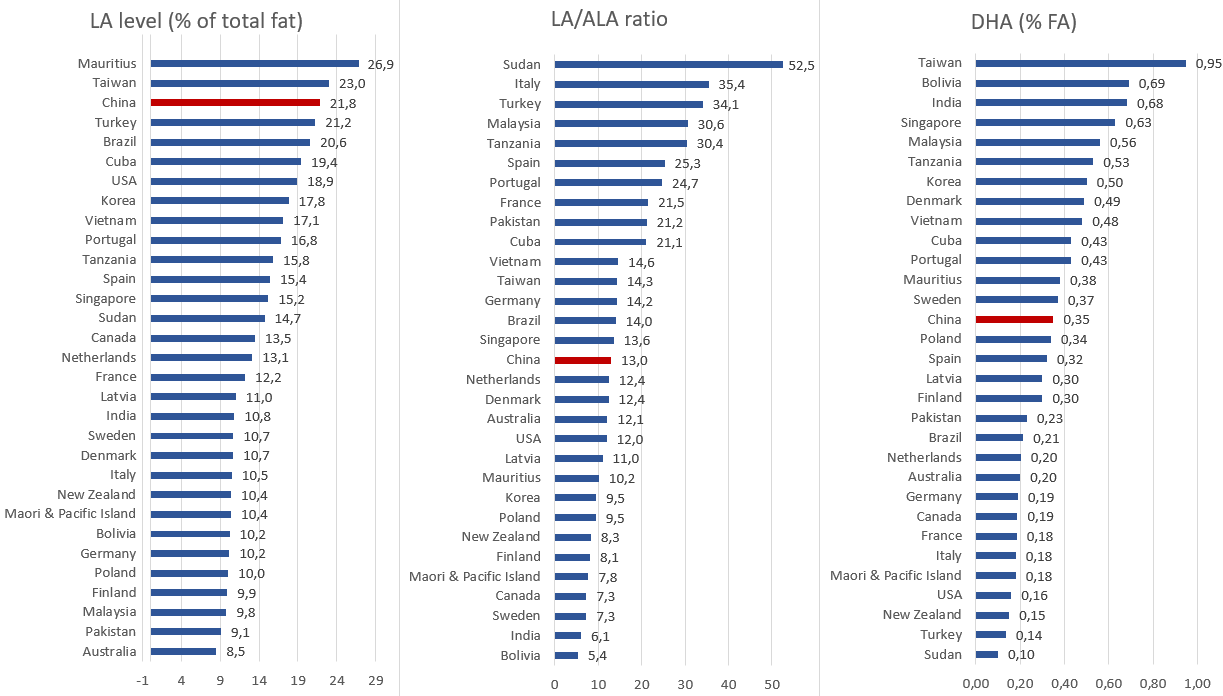 LA level (% of total fat)
Mauritius 26,9
Taiwan 23,0
China 21,8
Turkey 21,2
Brazil 20,6
Cuba 19,4
USA 18,9
Korea 17,8
Vietnam 17,1
Portugal 16,8
Tanzania 15,8
Spain 15,4
Singapore 15,2
Sudan 14,7
Canada 13,5
Netherlands 13,1
France 12,2
Latvia 11,0
India 10,8
Sweden 10,7
Denmark 10,7
Italy 10,5
New Zealand 10,4
Maori & Pacific Island 10,4
Bolivia 10,2
Germany 10,2
Poland 10,0
Finland 9,9
Malaysia 9,8
Pakistan 9,1
Australia 8,5
-1 4 9 14 19 24 29
LA/ALA ratio
Sudan 52,5
Italy 35,4
Turkey 34,1
Malaysia 30,6
Tanzania 30,4
Spain 25,3
Portugal 24,7
France 21,5
Pakistan 21,2
Cuba 21,1
Vietnam 14,6
Taiwan 14,3
Germany 14,2
Brazil 14,0
Singapore 13,6
China 13,0
Netherlands 12,4
Denmark 12,4
Australia 12,1
USA 12,0
Latvia 11,0
Mauritius 10,2
Korea 9,5
Poland 9,5
New Zealand 8,3
Finland 8,1
Maori & Pacific Island 7,8
Canada 7,3
Sweden 7,3
India 6,1
Bolivia 5,4
0 10 20 30 40 50
DHA (% FA)
Taiwan 0,95
Bolivia 0,69
India 0,68
Singapore 0,63
Malaysia 0,56
Tanzania 0,53
Korea 0,50
Denmark 0,49
Vietnam 0,48
Cuba 0,43
Portugal 0,43
Mauritius 0,38
Sweden 0,37
China 0,35
Poland 0,34
Spain 0,32
Latvia 0,30
Finland 0,30
Pakistan 0,23
Brazil 0,21
Netherlands 0,20
Australia 0,20
Germany 0,19
Canada 0,19
France 0,18
Italy 0,18
Maori & Pacific Island 0,18
USA 0,16
New Zealand 0,15
Turkey 0,14
Sudan 0,10
0,00 0,20 0,40 0,60 0,80 1,00